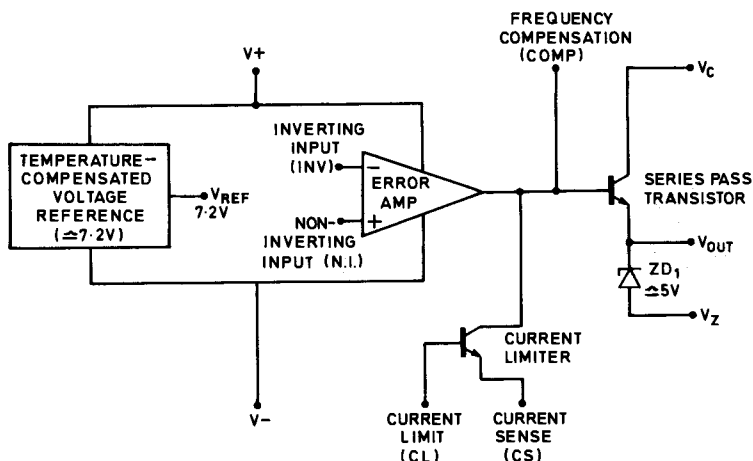 FREQUENCY
COMPENSATION
(COMP)
V+
VC
INVERTING
INPUT
(INV)
TEMPERATURE-
COMPENSATED
VOLTAGE
REFERENCE
(≏7·2V)
VREF
7·2V
−
ERROR
AMP
+
NON-
INVERTING
INPUT (N.I.)
SERIES PASS
TRANSISTOR
VOUT
ZD1
≏5V
VZ
CURRENT
LIMITER
V−
CURRENT
LIMIT
(CL)
CURRENT
SENSE
(CS)